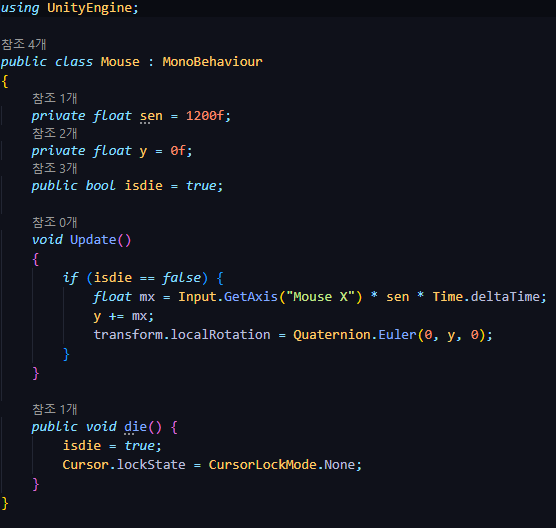 using UnityEngine;
참조 4개
public class Mouse : MonoBehaviour
{
참조 1개
private float sen = 1200f;
참조 2개
private float y = 0f;
참조 3개
public bool isdie = true;
참조 0개
void Update()
{
if (isdie == false) {
float mx = Input.GetAxis("Mouse X") * sen * Time.deltaTime;
y += mx;
transform.localRotation = Quaternion.Euler(0, y, 0);
}
}
참조 1개
public void die() {
isdie = true;
Cursor.lockState = CursorLockMode.None;
}
}